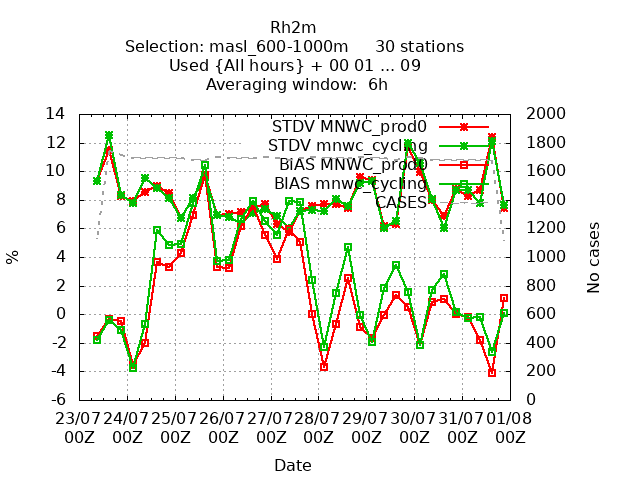 Rh2m
Selection: masl_600-1000m 30 stations
Used {All hours} + 00 01 ... 09
Averaging window: 6h
STDV MNWC_prod0
STDV mnwc_cycling
BIAS MNWC_prod0
BIAS mnwc_cycling
CASES
14
12
10
8
6
4
2
0
-2
-4
-6
%
2000
1800
1600
1400
1200
1000
800
600
400
200
0
No cases
23/07 24/07 25/07 26/07 27/07 28/07 29/07 30/07 31/07 01/08
00Z 00Z 00Z 00Z 00Z 00Z 00Z 00Z 00Z 00Z
Date